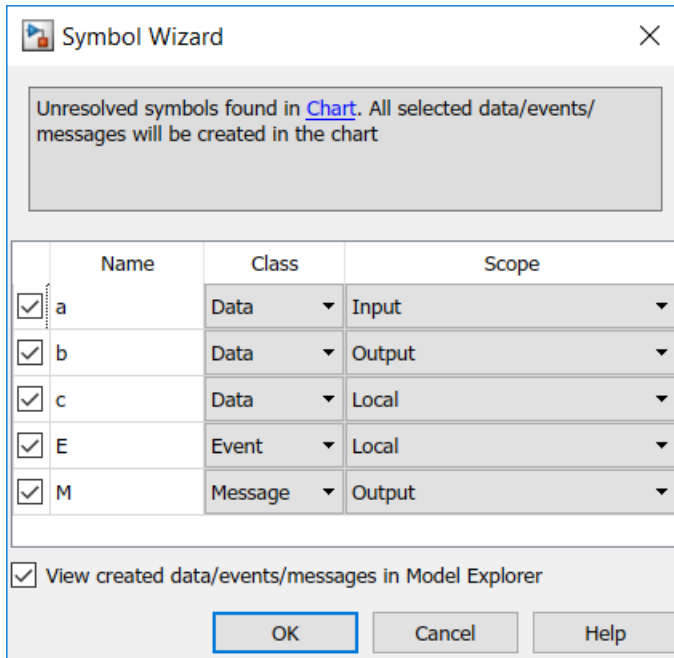 Symbol Wizard
Unresolved symbols found in Chart. All selected data/events/
messages will be created in the chart
Name Class Scope
a Data Input
b Data Output
c Data Local
E Event Local
M Message Output
View created data/events/messages in Model Explorer
OK Cancel Help